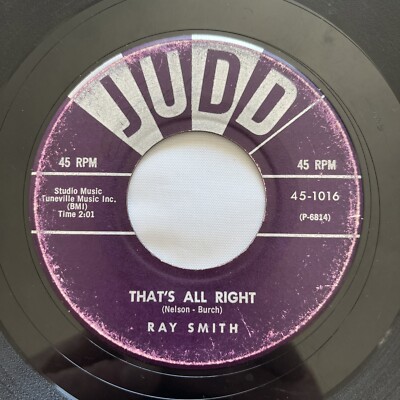 JUDD
45 RPM
45 RPM
Studio Music
Tuneville Music Inc.
(BMI)
Time 2:01
45-1016
(P-6814)
THAT'S ALL RIGHT
(Nelson - Burch)
RAY SMITH